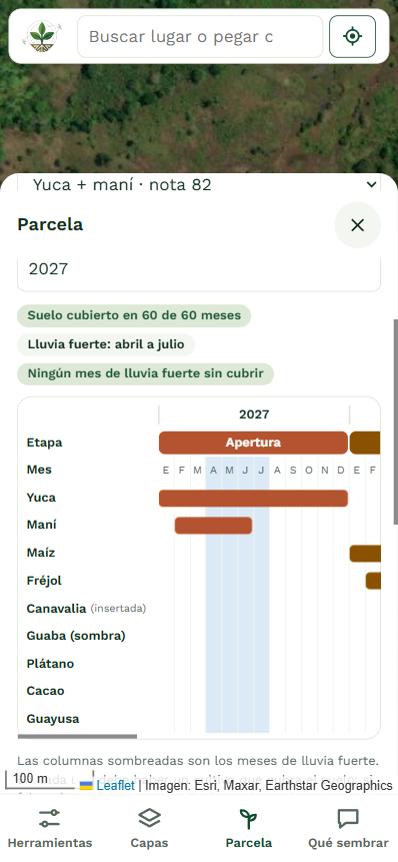 Buscar lugar o pegar c
Yuca + maní · nota 82
Parcela
2027
Suelo cubierto en 60 de 60 meses
Lluvia fuerte: abril a julio
Ningún mes de lluvia fuerte sin cubrir
2027
Etapa Apertura
Mes E F M A M J J A S O N D E F
Yuca
Maní
Maíz
Fréjol
Canavalia (insertada)
Guaba (sombra)
Plátano
Cacao
Guayusa
Las columnas sombreadas son los meses de lluvia fuerte.
100 m
Leaflet | Imagen: Esri, Maxar, Earthstar Geographics
Herramientas Capas Parcela Qué sembrar